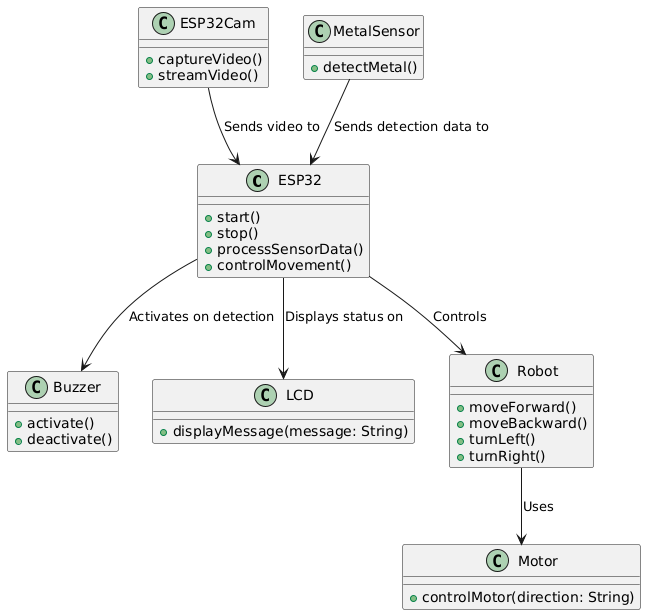 C ESP32Cam
captureVideo()
streamVideo()
C MetalSensor
detectMetal()
Sends video to
Sends detection data to
C ESP32
start()
stop()
processSensorData()
controlMovement()
Activates on detection
Displays status on
Controls
C Buzzer
activate()
deactivate()
C LCD
displayMessage(message: String)
C Robot
moveForward()
moveBackward()
turnLeft()
turnRight()
Uses
C Motor
controlMotor(direction: String)